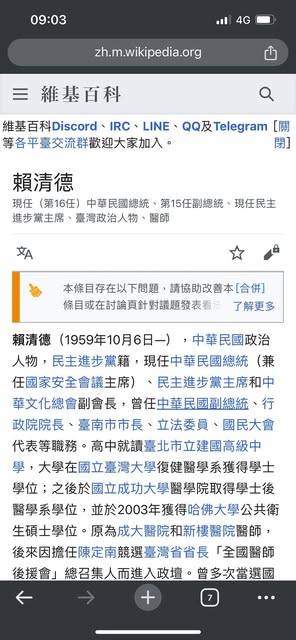 09:03
4G
zh.m.wikipedia.org
維基百科
維基百科Discord、IRC、LINE、QQ及Telegram [關
等各平臺交流群歡迎大家加入。 閉]
賴清德
現任（第16任）中華民國總統、第15任副總統、現任民主
進步黨主席、臺灣政治人物、醫師
本條目存在以下問題，請協助改善本 [合併]
條目或在討論頁針對議題發表看法 了解更多
賴清德（1959年10月6日—），中華民國政治
人物，民主進步黨籍，現任中華民國總統（兼
任國家安全會議主席）、民主進步黨主席和中
華文化總會副會長，曾任中華民國副總統、行
政院院長、臺南市市長、立法委員、國民大會
代表等職務。高中就讀臺北市立建國高級中
學，大學在國立臺灣大學復健醫學系獲得學士
學位；之後於國立成功大學醫學院取得學士後
醫學系學位，並於2003年獲得哈佛大學公共衛
生碩士學位。原為成大醫院和新樓醫院醫師，
後來因擔任陳定南競選臺灣省省長「全國醫師
後援會」總召集人而進入政壇。曾多次當選國
7